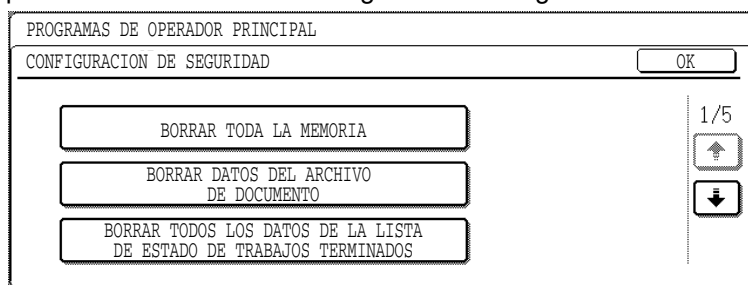 PROGRAMAS DE OPERADOR PRINCIPAL
CONFIGURACION DE SEGURIDAD
OK
BORRAR TODA LA MEMORIA
1/5
BORRAR DATOS DEL ARCHIVO
DE DOCUMENTO
BORRAR TODOS LOS DATOS DE LA LISTA
DE ESTADO DE TRABAJOS TERMINADOS